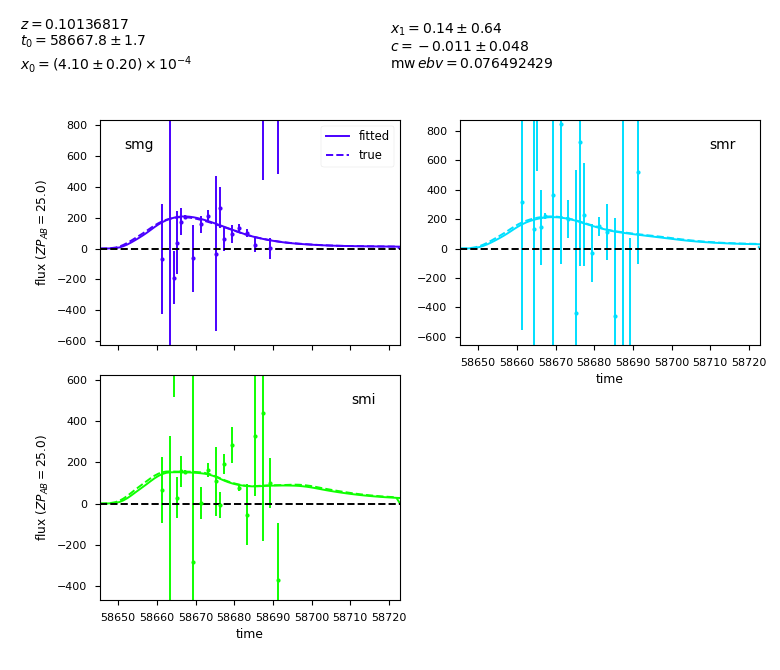 z = 0.10136817
t₀ = 58667.8 ± 1.7
x₀ = (4.10 ± 0.20) × 10⁻⁴
x₁ = 0.14 ± 0.64
c = −0.011 ± 0.048
mw ebv = 0.076492429
smg
fitted
true
800
600
400
200
0
−200
−400
−600
flux (ZP_AB = 25.0)
smr
800
600
400
200
0
−200
−400
−600
58650 58660 58670 58680 58690 58700 58710 58720
time
smi
600
400
200
0
−200
−400
flux (ZP_AB = 25.0)
58650 58660 58670 58680 58690 58700 58710 58720
time